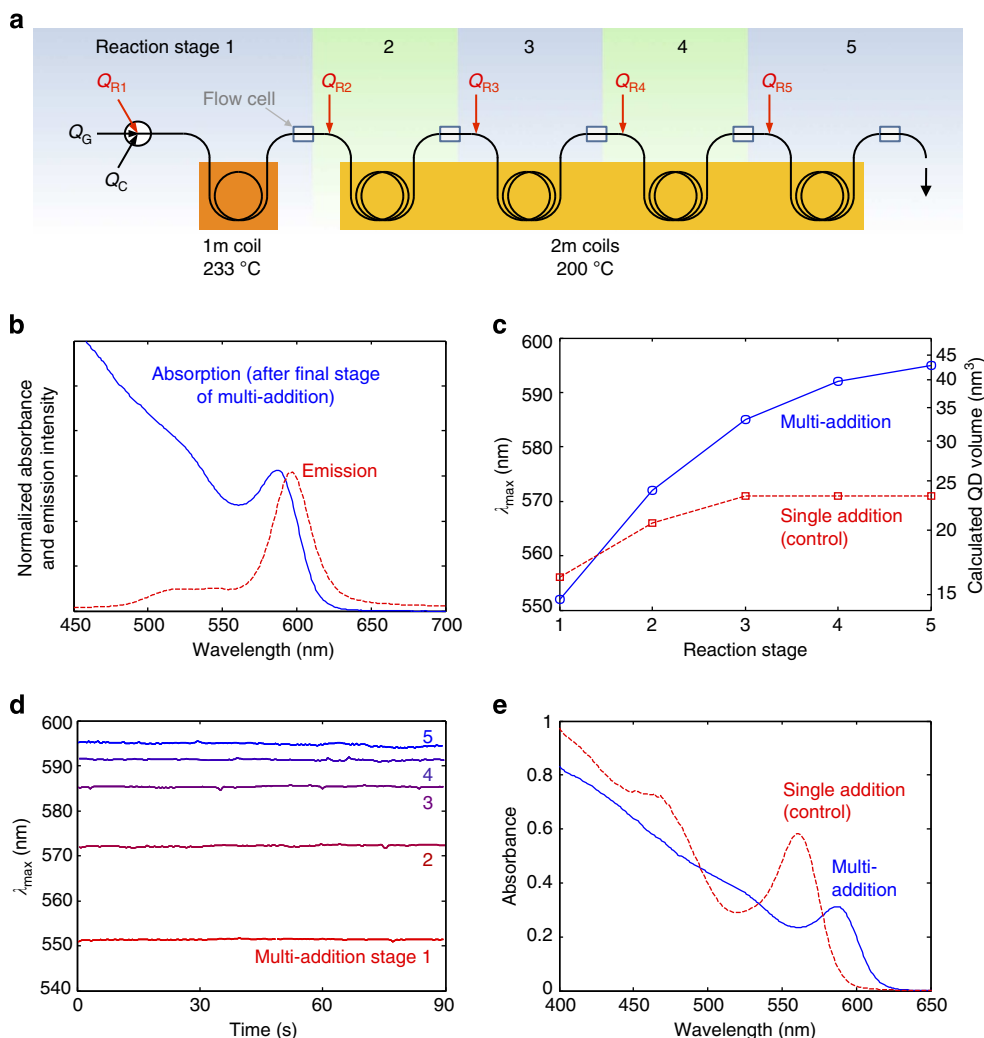 a
Reaction stage 1
2
3
4
5
QR1
QR2
QR3
QR4
QR5
Flow cell
QG
QC
1m coil
233 °C
2m coils
200 °C
b
Normalized absorbance
and emission intensity
Absorption (after final stage
of multi-addition)
Emission
450 500 550 600 650 700
Wavelength (nm)
c
λmax (nm)
600
590
580
570
560
550
Multi-addition
Single addition
(control)
45
40
35
30
25
23
20
15
Calculated QD volume (nm3)
1 2 3 4 5
Reaction stage
d
λmax (nm)
600
590
580
570
560
550
540
5
4
3
2
Multi-addition stage 1
0 30 60 90
Time (s)
e
Absorbance
1
0.8
0.6
0.4
0.2
0
Single addition
(control)
Multi-
addition
400 450 500 550 600 650
Wavelength (nm)